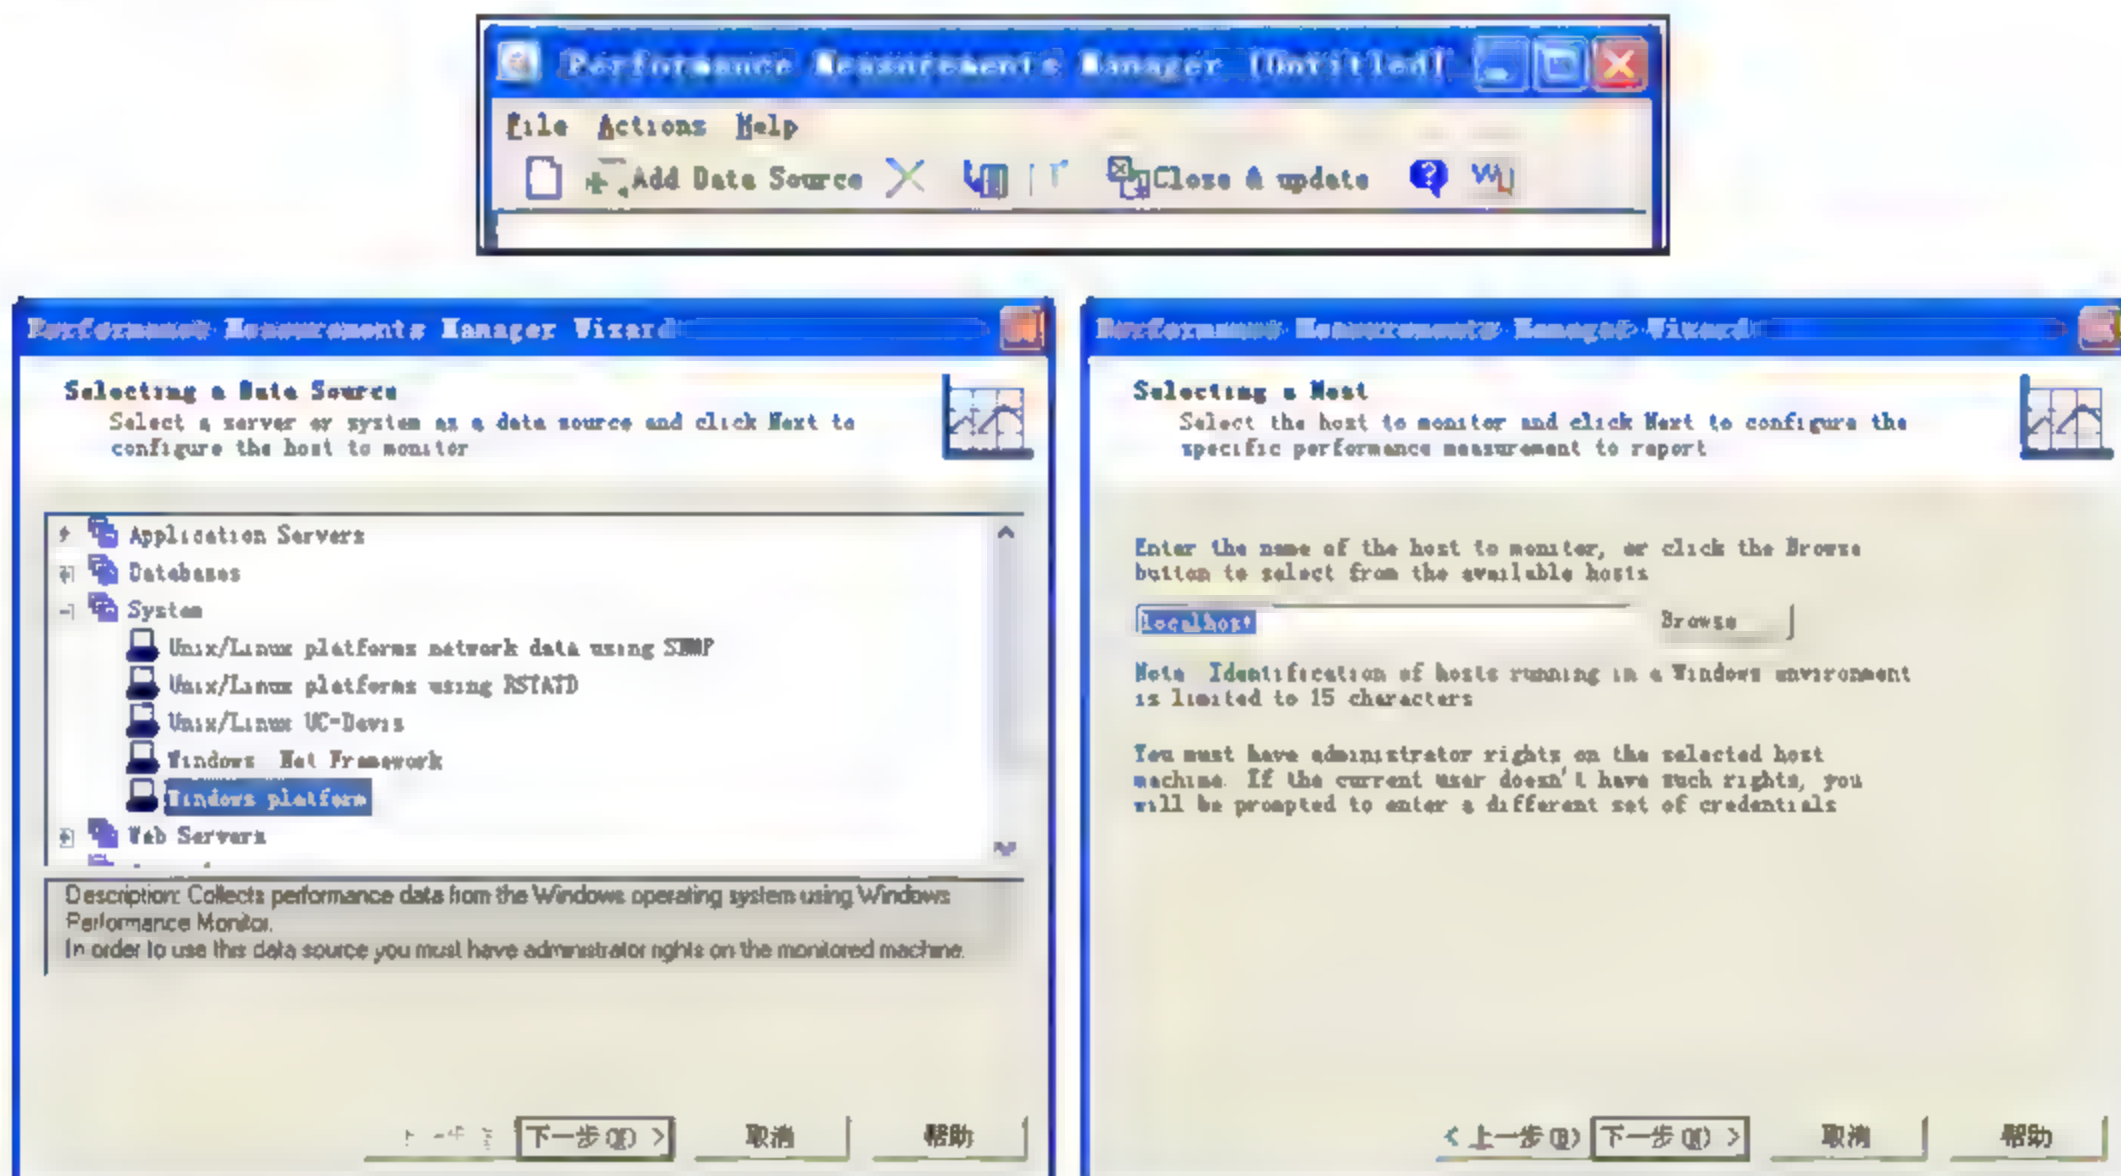 Performance Measurements Manager [Untitled]
File Actions Help
Add Data Source Close & update
Performance Measurements Manager Wizard
Selecting a Data Source
Select a server or system as a data source and click Next to
configure the host to monitor
Application Servers
Databases
System
Unix/Linux platforms network data using SNMP
Unix/Linux platforms using RSTATD
Unix/Linux UC-Davis
Windows Net Framework
Windows platform
Web Servers
Description: Collects performance data from the Windows operating system using Windows
Performance Monitor.
In order to use this data source you must have administrator rights on the monitored machine.
下一步(N) > 取消 帮助
Performance Measurements Manager Wizard
Selecting a Host
Select the host to monitor and click Next to configure the
specific performance measurement to report
Enter the name of the host to monitor, or click the Browse
button to select from the available hosts
localhost Browse
Note Identification of hosts running in a Windows environment
is limited to 15 characters
You must have administrator rights on the selected host
machine. If the current user doesn't have such rights, you
will be prompted to enter a different set of credentials
< 上一步(B) 下一步(N) > 取消 帮助